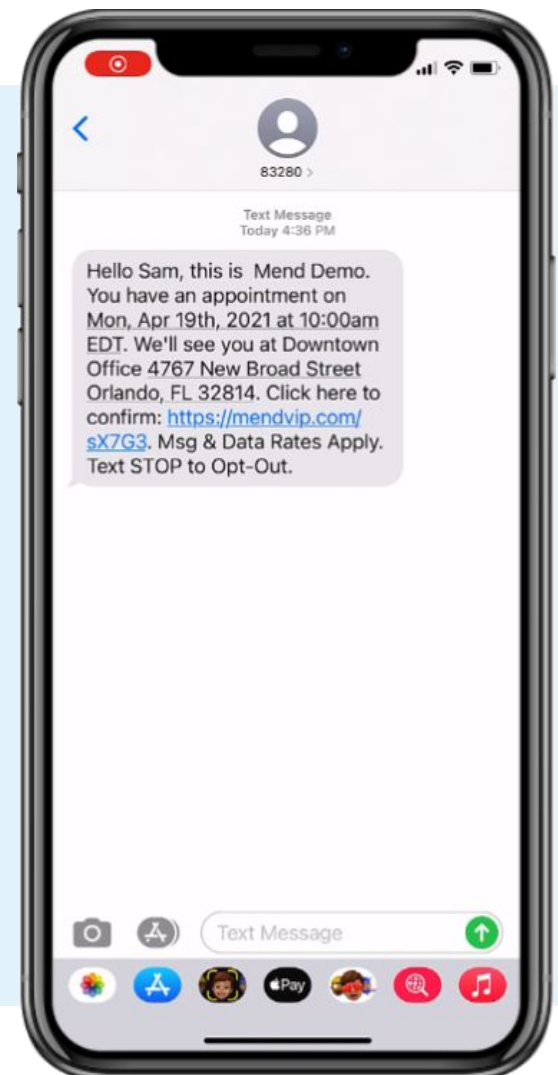 83280 >
Text Message
Today 4:36 PM
Hello Sam, this is  Mend Demo.
You have an appointment on
Mon, Apr 19th, 2021 at 10:00am
EDT. We'll see you at Downtown
Office 4767 New Broad Street
Orlando, FL 32814. Click here to
confirm: https://mendvip.com/
sX7G3. Msg & Data Rates Apply.
Text STOP to Opt-Out.
Text Message
Pay